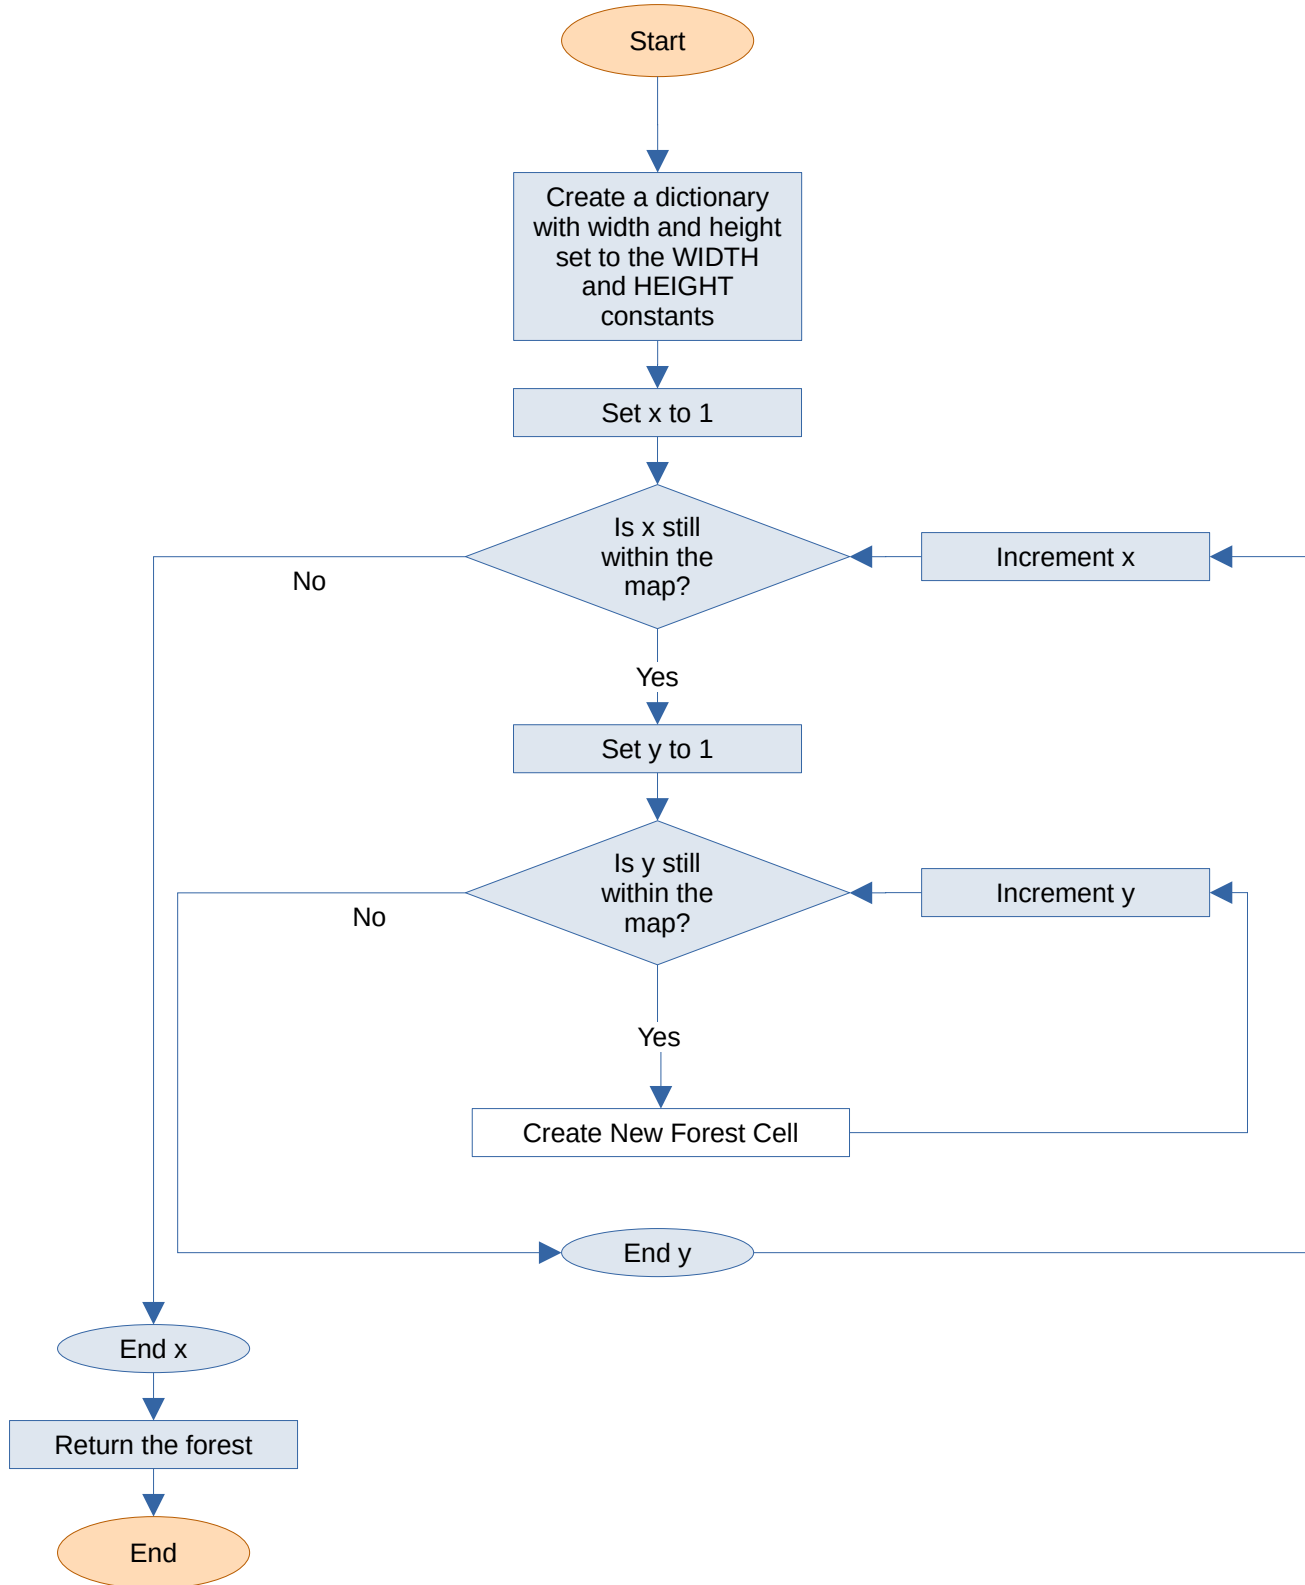 Start
Create a dictionary
with width and height
set to the WIDTH
and HEIGHT
constants
Set x to 1
Is x still
within the
map?
Increment x
No
Yes
Set y to 1
Is y still
within the
map?
Increment y
No
Yes
Create New Forest Cell
End y
End x
Return the forest
End